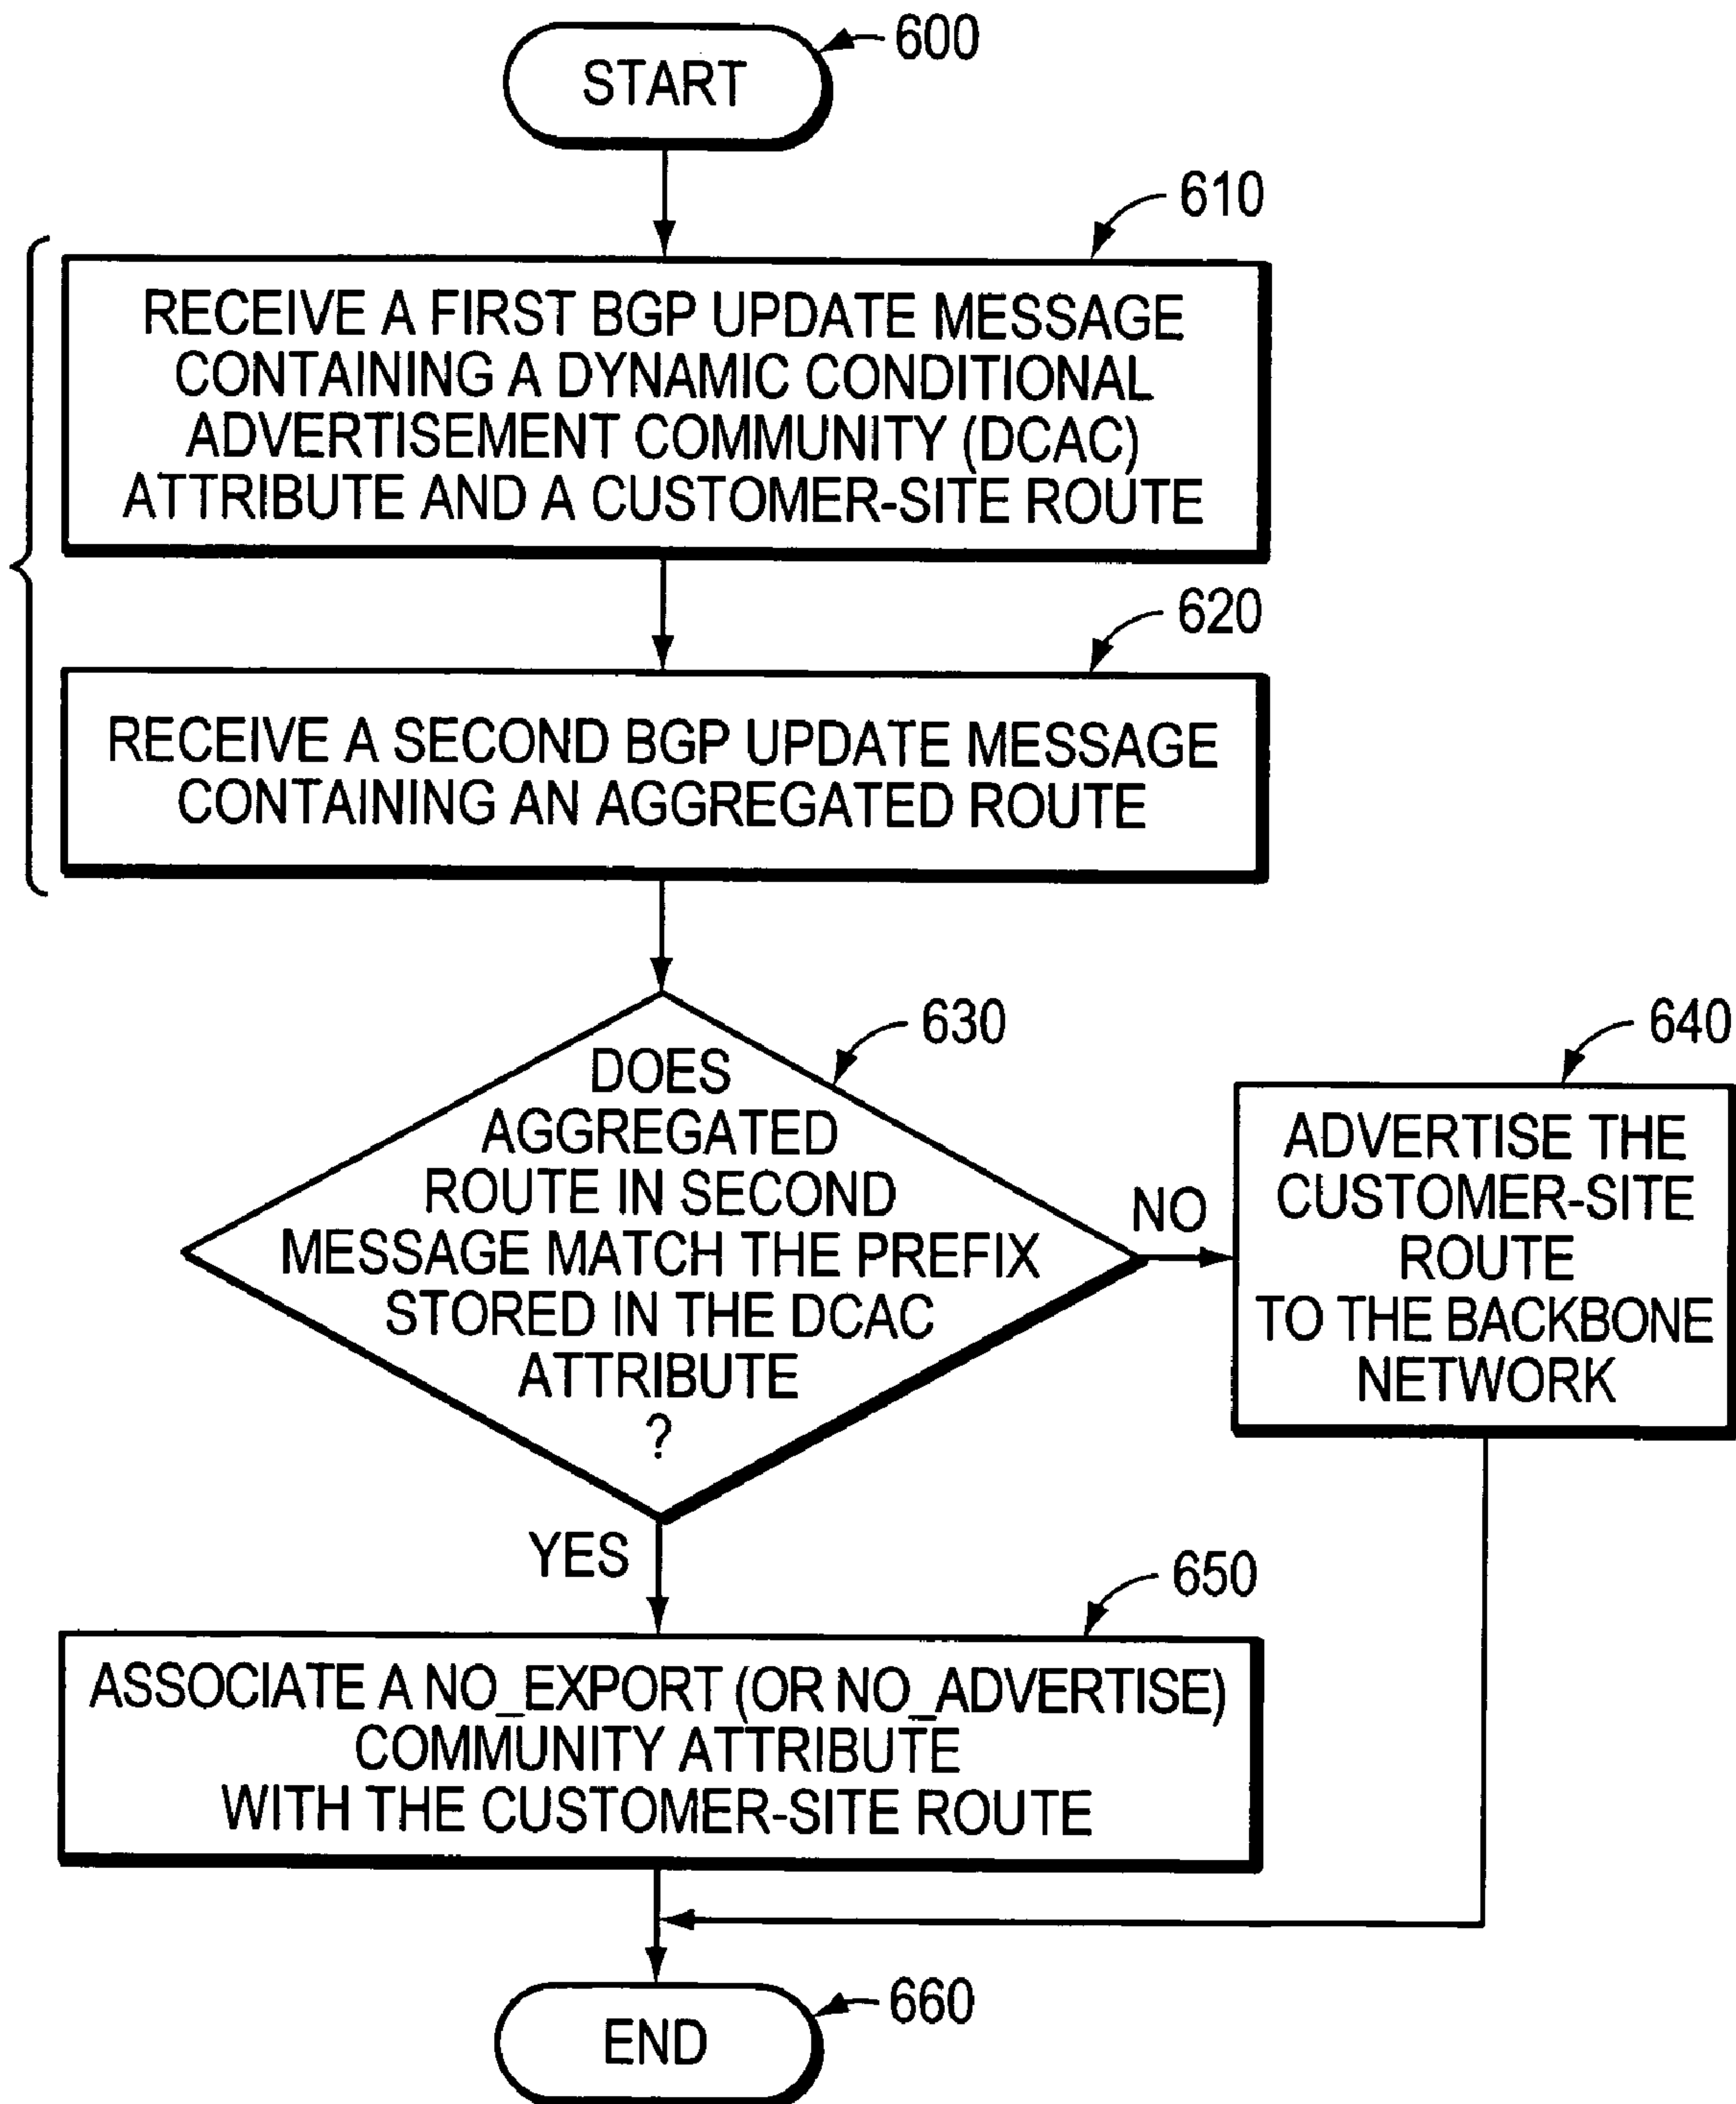 600
START
610
RECEIVE A FIRST BGP UPDATE MESSAGE
CONTAINING A DYNAMIC CONDITIONAL
ADVERTISEMENT COMMUNITY (DCAC)
ATTRIBUTE AND A CUSTOMER-SITE ROUTE
620
RECEIVE A SECOND BGP UPDATE MESSAGE
CONTAINING AN AGGREGATED ROUTE
630
DOES
AGGREGATED
ROUTE IN SECOND
MESSAGE MATCH THE PREFIX
STORED IN THE DCAC
ATTRIBUTE
?
NO
640
ADVERTISE THE
CUSTOMER-SITE
ROUTE
TO THE BACKBONE
NETWORK
YES
650
ASSOCIATE A NO_EXPORT (OR NO_ADVERTISE)
COMMUNITY ATTRIBUTE
WITH THE CUSTOMER-SITE ROUTE
660
END